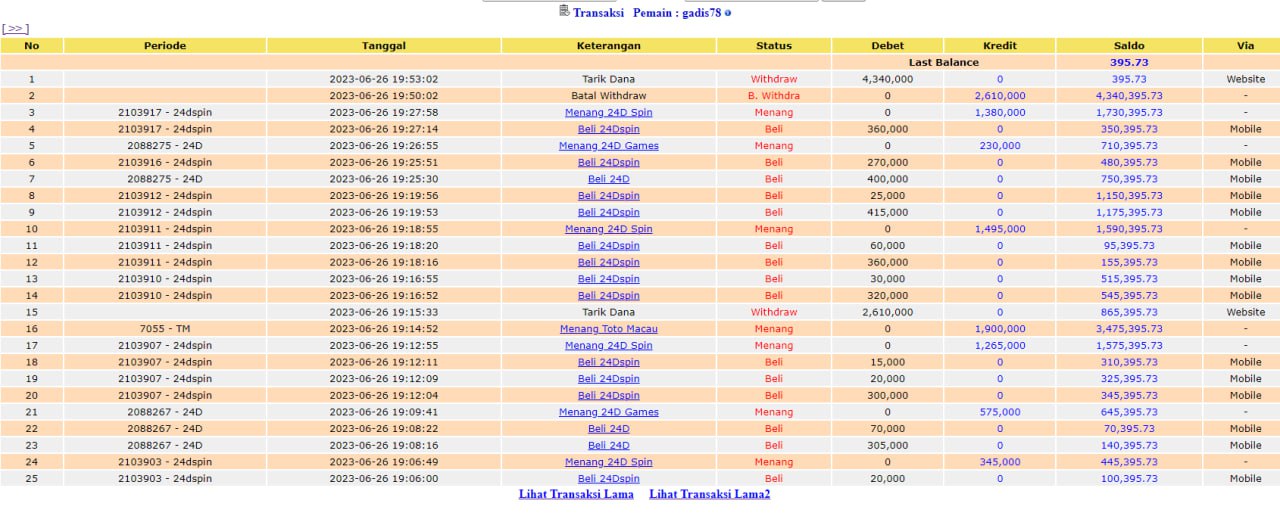 Transaksi Pemain : gadis78
[ >> ]
No Periode Tanggal Keterangan Status Debet Kredit Saldo Via
Last Balance 395.73
1 2023-06-26 19:53:02 Tarik Dana Withdraw 4,340,000 0 395.73 Website
2 2023-06-26 19:50:02 Batal Withdraw B. Withdra 0 2,610,000 4,340,395.73 -
3 2103917 - 24dspin 2023-06-26 19:27:58 Menang 24D Spin Menang 0 1,380,000 1,730,395.73 -
4 2103917 - 24dspin 2023-06-26 19:27:14 Beli 24Dspin Beli 360,000 0 350,395.73 Mobile
5 2088275 - 24D 2023-06-26 19:26:55 Menang 24D Games Menang 0 230,000 710,395.73 -
6 2103916 - 24dspin 2023-06-26 19:25:51 Beli 24Dspin Beli 270,000 0 480,395.73 Mobile
7 2088275 - 24D 2023-06-26 19:25:30 Beli 24D Beli 400,000 0 750,395.73 Mobile
8 2103912 - 24dspin 2023-06-26 19:19:56 Beli 24Dspin Beli 25,000 0 1,150,395.73 Mobile
9 2103912 - 24dspin 2023-06-26 19:19:53 Beli 24Dspin Beli 415,000 0 1,175,395.73 Mobile
10 2103911 - 24dspin 2023-06-26 19:18:55 Menang 24D Spin Menang 0 1,495,000 1,590,395.73 -
11 2103911 - 24dspin 2023-06-26 19:18:20 Beli 24Dspin Beli 60,000 0 95,395.73 Mobile
12 2103911 - 24dspin 2023-06-26 19:18:16 Beli 24Dspin Beli 360,000 0 155,395.73 Mobile
13 2103910 - 24dspin 2023-06-26 19:16:55 Beli 24Dspin Beli 30,000 0 515,395.73 Mobile
14 2103910 - 24dspin 2023-06-26 19:16:52 Beli 24Dspin Beli 320,000 0 545,395.73 Mobile
15 2023-06-26 19:15:33 Tarik Dana Withdraw 2,610,000 0 865,395.73 Website
16 7055 - TM 2023-06-26 19:14:52 Menang Toto Macau Menang 0 1,900,000 3,475,395.73 -
17 2103907 - 24dspin 2023-06-26 19:12:55 Menang 24D Spin Menang 0 1,265,000 1,575,395.73 -
18 2103907 - 24dspin 2023-06-26 19:12:11 Beli 24Dspin Beli 15,000 0 310,395.73 Mobile
19 2103907 - 24dspin 2023-06-26 19:12:09 Beli 24Dspin Beli 20,000 0 325,395.73 Mobile
20 2103907 - 24dspin 2023-06-26 19:12:04 Beli 24Dspin Beli 300,000 0 345,395.73 Mobile
21 2088267 - 24D 2023-06-26 19:09:41 Menang 24D Games Menang 0 575,000 645,395.73 -
22 2088267 - 24D 2023-06-26 19:08:22 Beli 24D Beli 70,000 0 70,395.73 Mobile
23 2088267 - 24D 2023-06-26 19:08:16 Beli 24D Beli 305,000 0 140,395.73 Mobile
24 2103903 - 24dspin 2023-06-26 19:06:49 Menang 24D Spin Menang 0 345,000 445,395.73 -
25 2103903 - 24dspin 2023-06-26 19:06:00 Beli 24Dspin Beli 20,000 0 100,395.73 Mobile
Lihat Transaksi Lama Lihat Transaksi Lama2